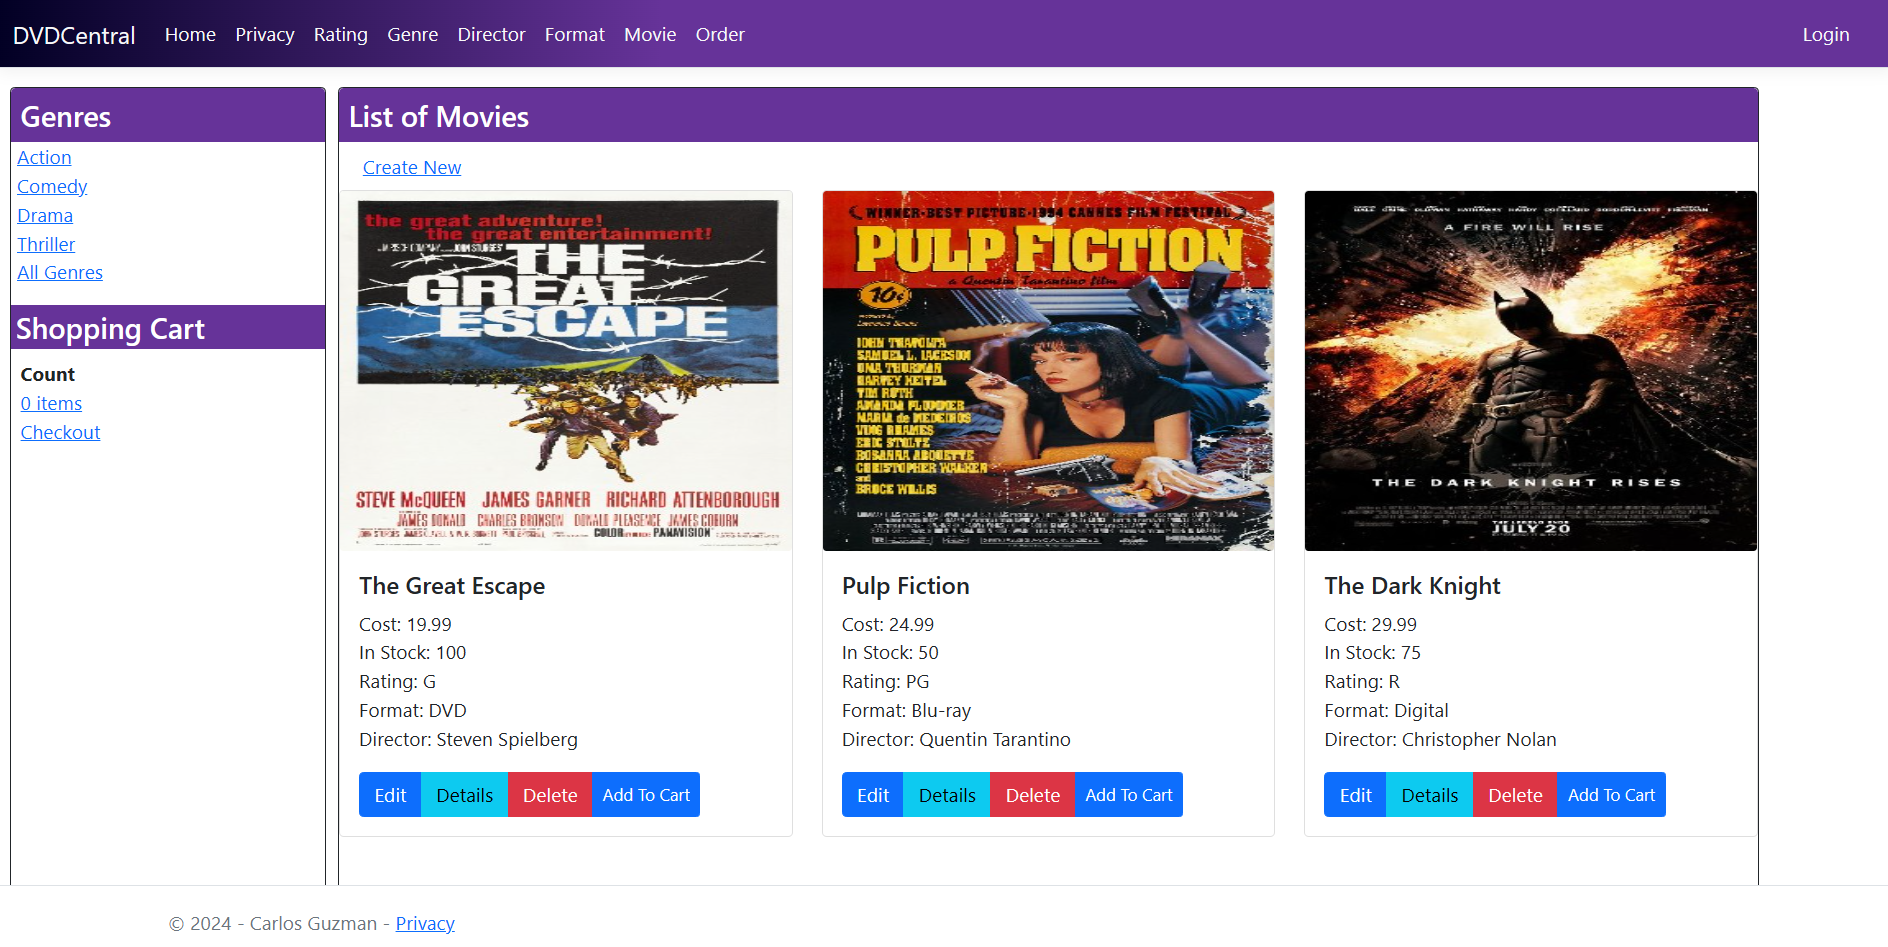 DVDCentral Home Privacy Rating Genre Director Format Movie Order Login
Genres
Action
Comedy
Drama
Thriller
All Genres
Shopping Cart
Count
0 items
Checkout
List of Movies
Create New
the great adventure!
the great entertainment!
THE
GREAT
ESCAPE
STEVE McQUEEN JAMES GARNER RICHARD ATTENBOROUGH
JAMES DONALD CHARLES BRONSON DONALD PLEASENCE JAMES COBURN
COLOR PANAVISION
The Great Escape
Cost: 19.99
In Stock: 100
Rating: G
Format: DVD
Director: Steven Spielberg
Edit Details Delete Add To Cart
WINNER-BEST PICTURE-1994 CANNES FILM FESTIVAL
PULP FICTION
a Quentin Tarantino film
10¢
JOHN TRAVOLTA
SAMUEL L. JACKSON
UMA THURMAN
HARVEY KEITEL
TIM ROTH
AMANDA PLUMMER
MARIA de MEDEIROS
VING RHAMES
ERIC STOLTZ
ROSANNA ARQUETTE
CHRISTOPHER WALKEN
and
BRUCE WILLIS
MIRAMAX
Pulp Fiction
Cost: 24.99
In Stock: 50
Rating: PG
Format: Blu-ray
Director: Quentin Tarantino
Edit Details Delete Add To Cart
A FIRE WILL RISE
THE DARK KNIGHT RISES
JULY 20
The Dark Knight
Cost: 29.99
In Stock: 75
Rating: R
Format: Digital
Director: Christopher Nolan
Edit Details Delete Add To Cart
© 2024 - Carlos Guzman - Privacy